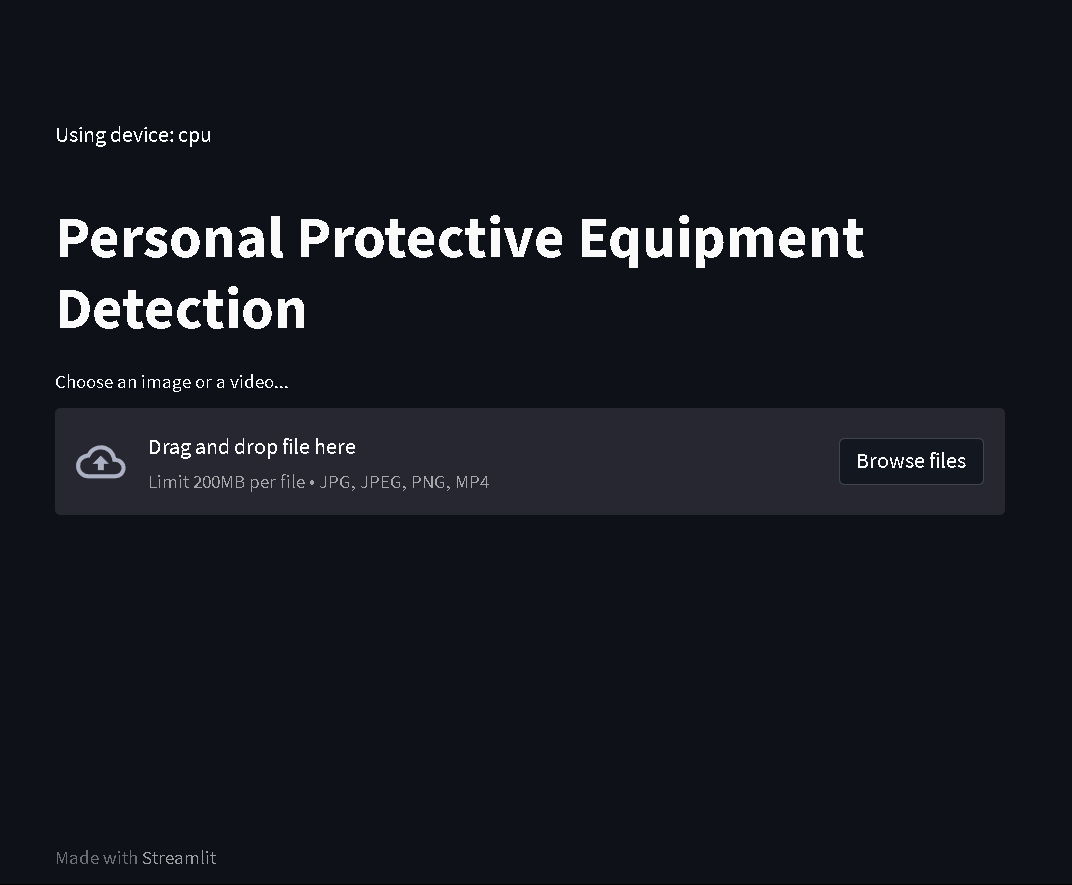 Using device: cpu
Personal Protective Equipment
Detection
Choose an image or a video...
Drag and drop file here
Limit 200MB per file • JPG, JPEG, PNG, MP4
Browse files
Made with Streamlit